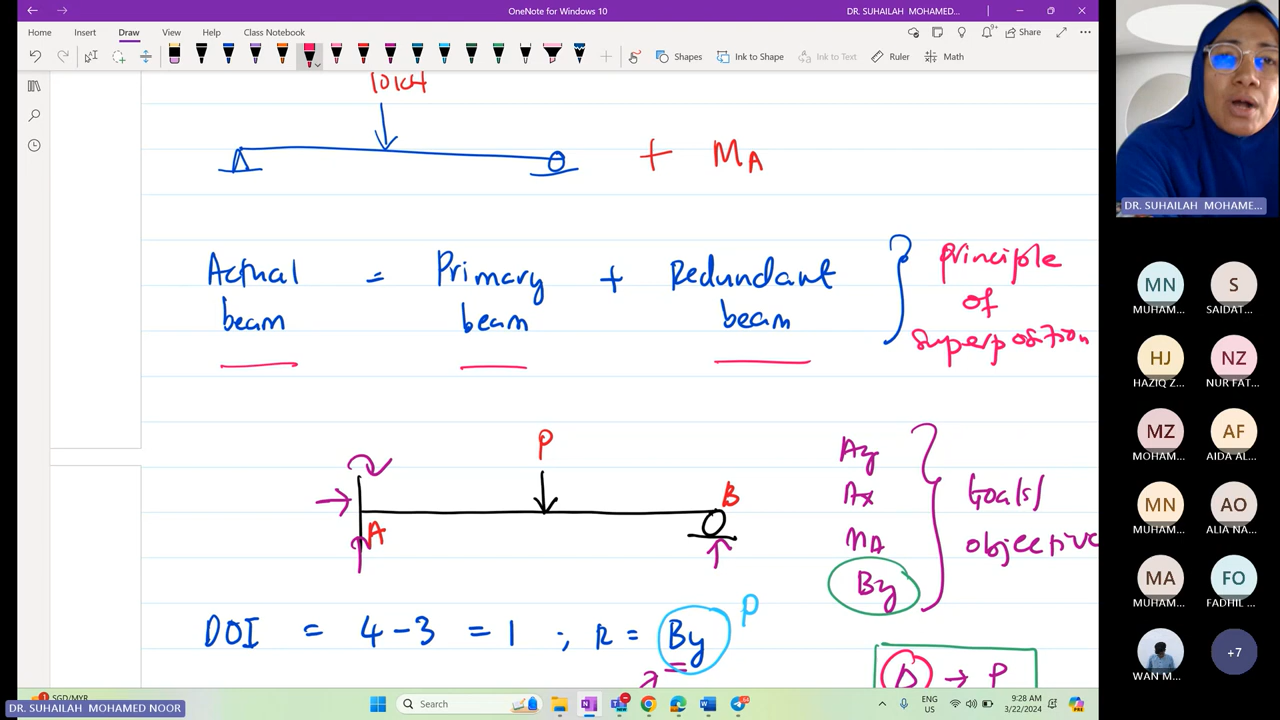 OneNote for Windows 10
DR. SUHAILAH MOHAMED...
Home Insert Draw View Help Class Notebook
Share
Shapes Ink to Shape Ink to Text Ruler Math
10kN
+ MA
Actual beam = Primary beam + Redundant beam
principle of superposition
P
B
A
Ay
Ax
MA
By
Goals/
objective
DOI = 4-3 = 1 ; R = By
P
D → P
DR. SUHAILAH MOHAME...
MN
MUHAM...
S
SAIDAT...
HJ
HAZIQ Z...
NZ
NUR FAT...
MZ
MOHAM...
AF
AIDA AL...
MN
MUHAM...
AO
ALIA NA...
MA
MUHAM...
FO
FADHIL ...
WAN M...
+7
SGD/MYR
DR. SUHAILAH MOHAMED NOOR
Search
ENG
US
9:28 AM
3/22/2024